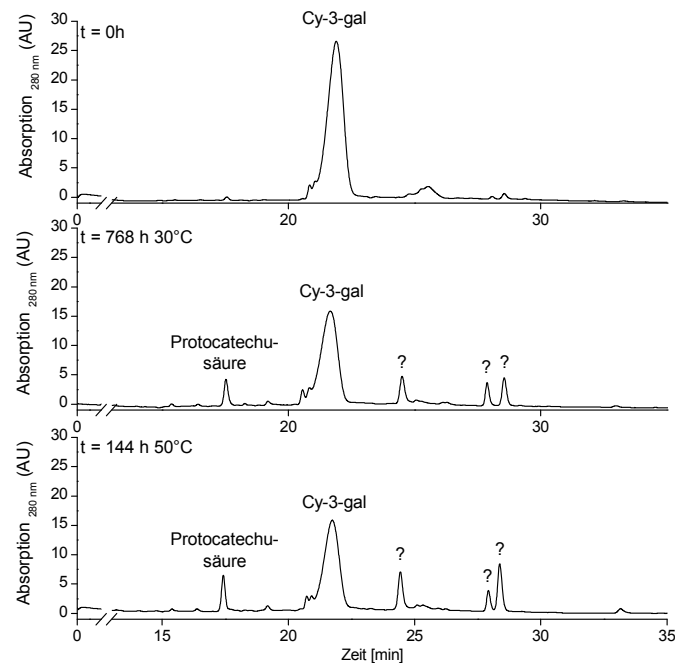 t = 0h
Cy-3-gal
Absorption 280 nm (AU)
30
25
20
15
10
5
0
0
20
30
t = 768 h 30°C
Cy-3-gal
Protocatechu-
säure
?
?
?
Absorption 280 nm (AU)
30
25
20
15
10
5
0
0
20
30
t = 144 h 50°C
Cy-3-gal
Protocatechu-
säure
?
?
?
Absorption 280 nm (AU)
30
25
20
15
10
5
0
0
15
20
25
30
35
Zeit [min]